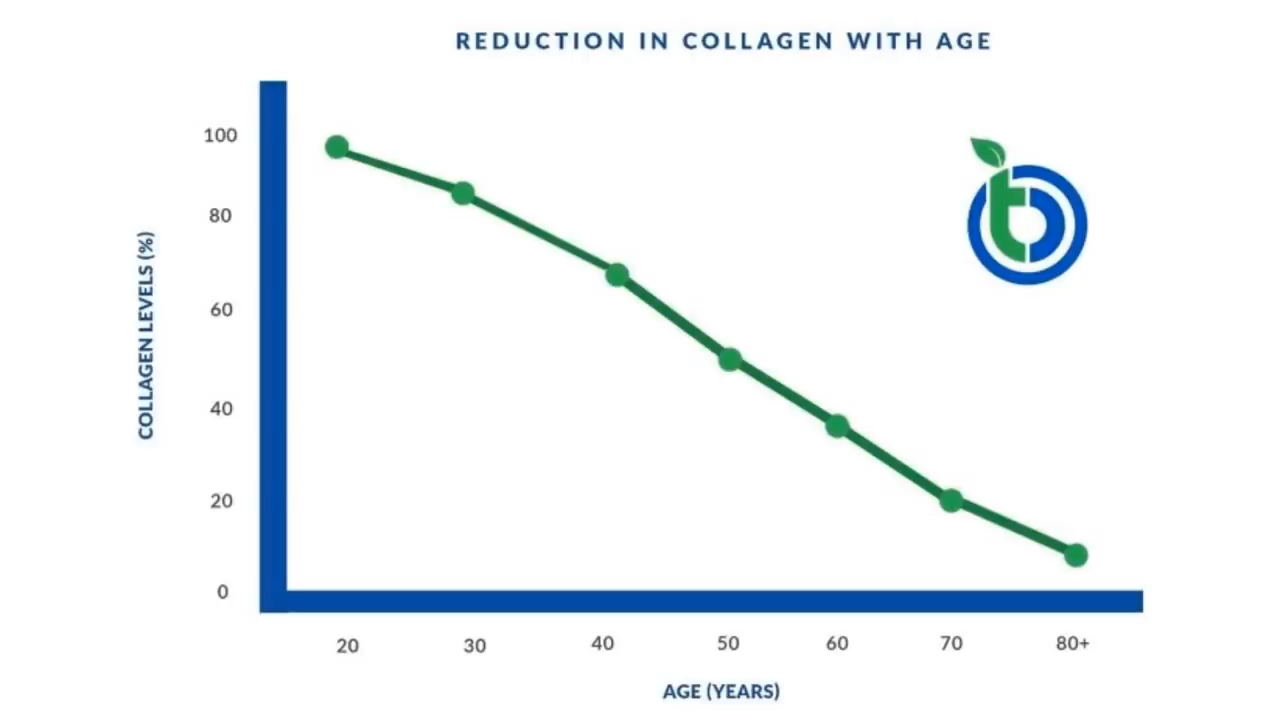 REDUCTION IN COLLAGEN WITH AGE
100
80
60
40
20
0
COLLAGEN LEVELS (%)
20 30 40 50 60 70 80+
AGE (YEARS)